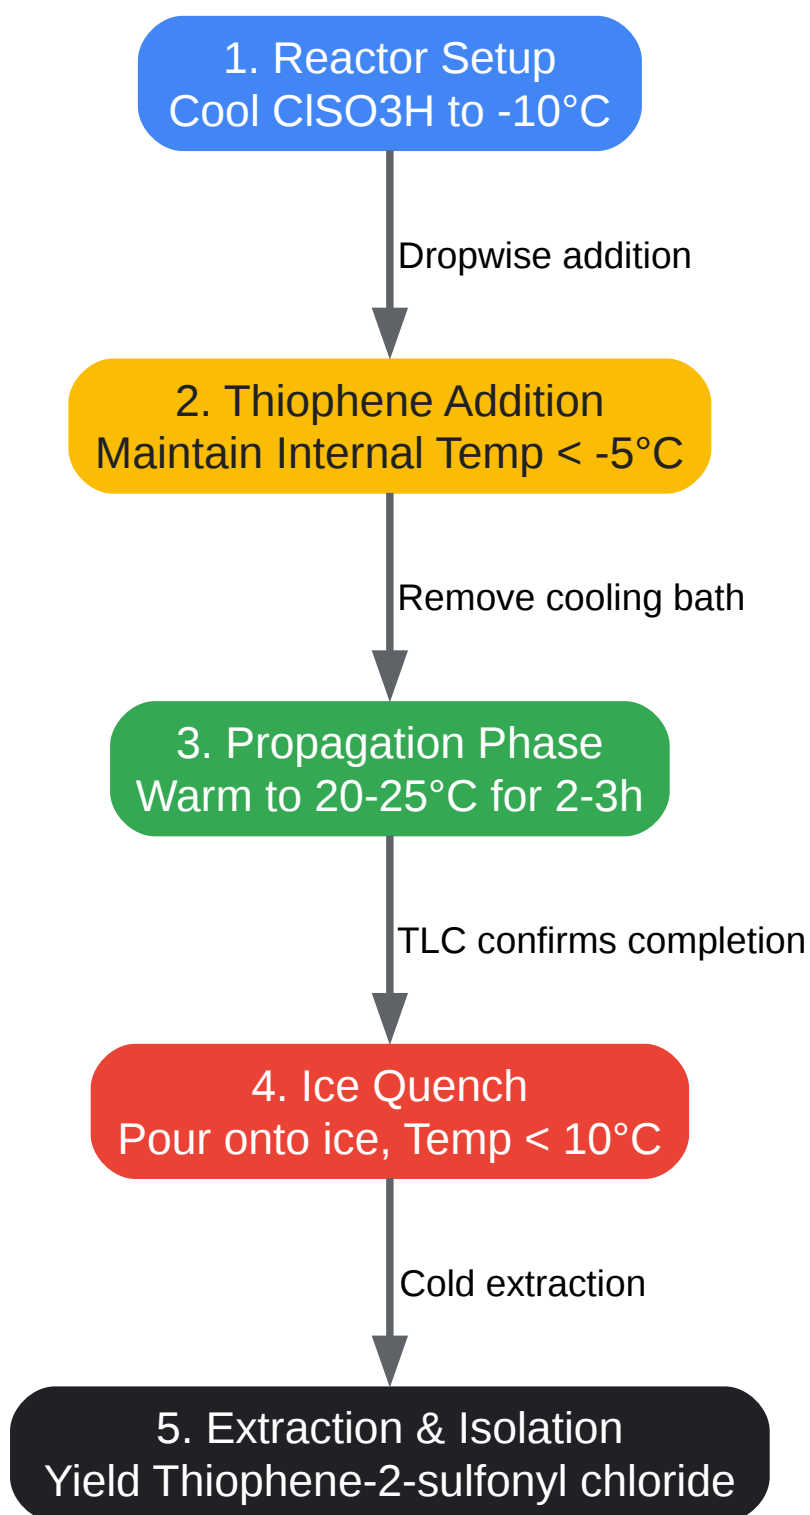 1. Reactor Setup
Cool ClSO3H to -10°C
Dropwise addition
2. Thiophene Addition
Maintain Internal Temp < -5°C
Remove cooling bath
3. Propagation Phase
Warm to 20-25°C for 2-3h
TLC confirms completion
4. Ice Quench
Pour onto ice, Temp < 10°C
Cold extraction
5. Extraction & Isolation
Yield Thiophene-2-sulfonyl chloride